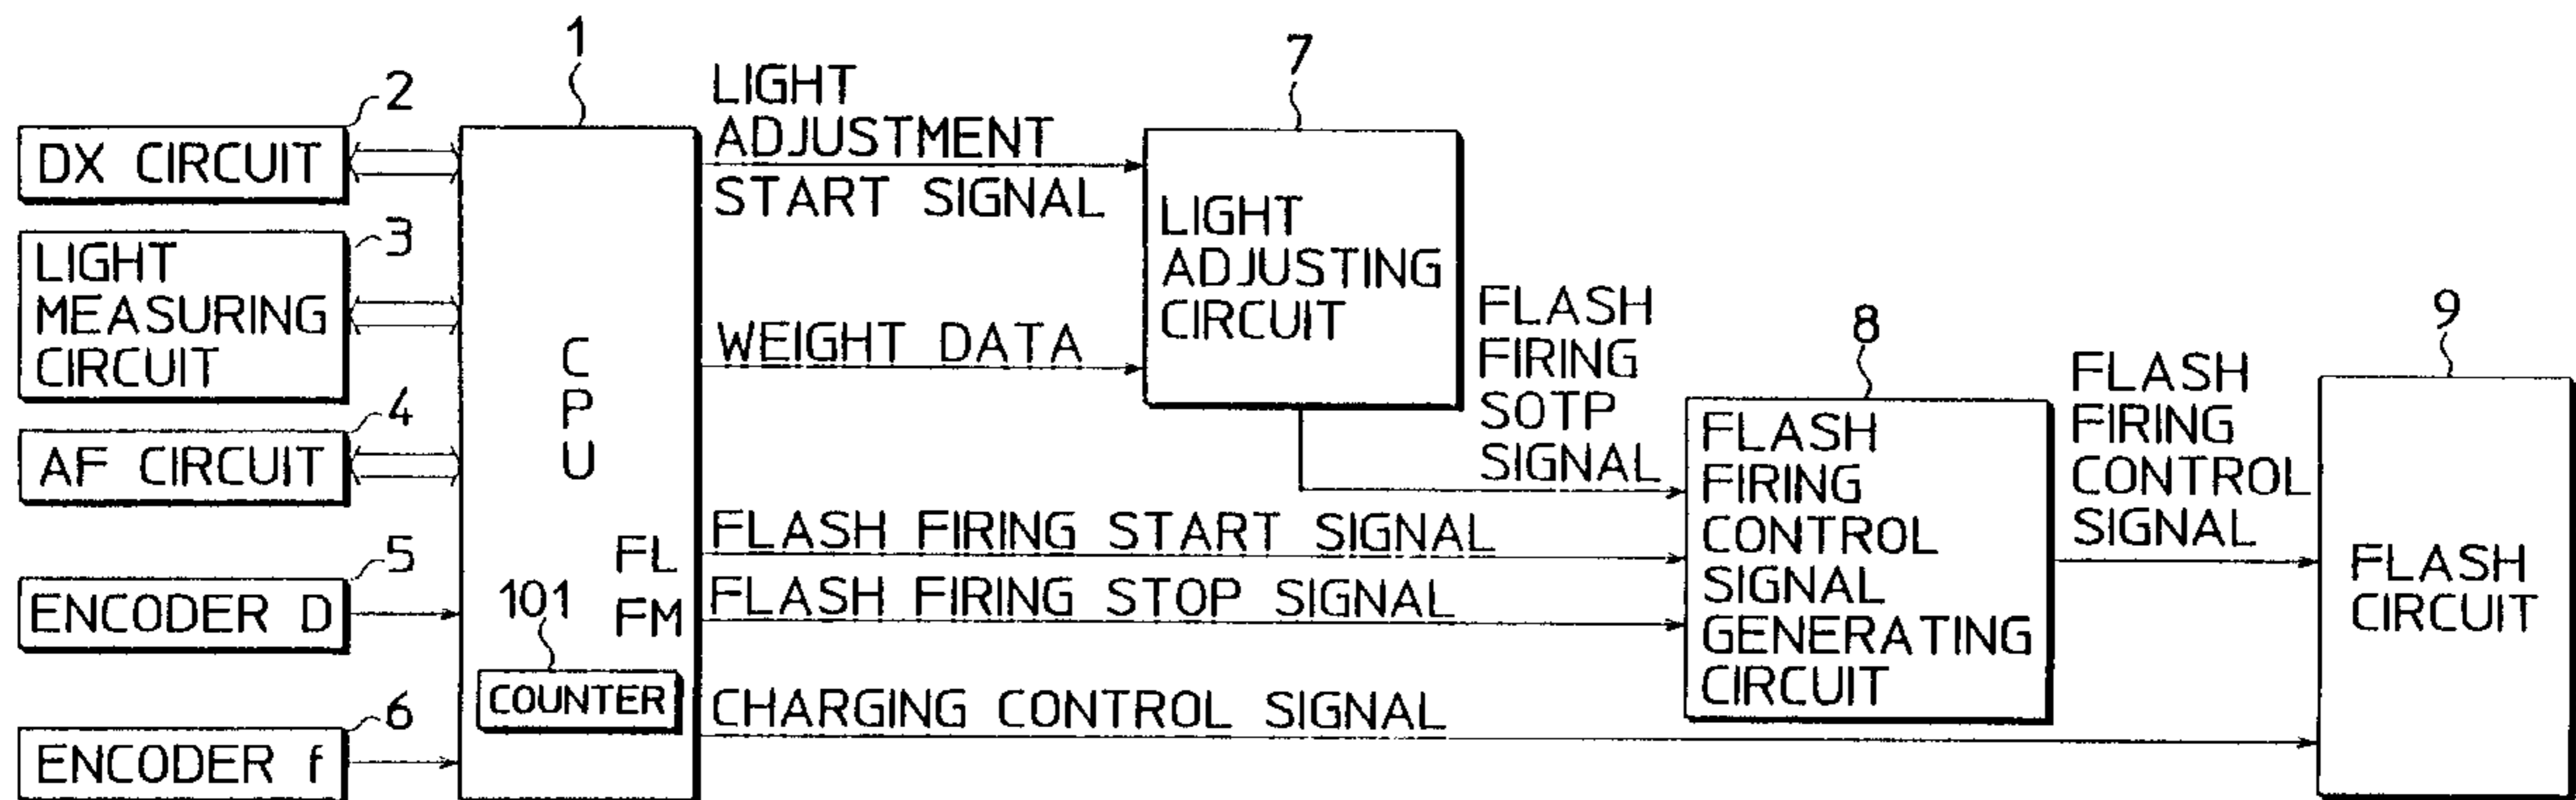 1
2
DX CIRCUIT
3
LIGHT
MEASURING
CIRCUIT
4
AF CIRCUIT
5
ENCODER D
6
ENCODER f
C
P
U
FL
FM
101
COUNTER
LIGHT
ADJUSTMENT
START SIGNAL
WEIGHT DATA
7
LIGHT
ADJUSTING
CIRCUIT
FLASH
FIRING
SOTP
SIGNAL
FLASH FIRING START SIGNAL
FLASH FIRING STOP SIGNAL
CHARGING CONTROL SIGNAL
8
FLASH
FIRING
CONTROL
SIGNAL
GENERATING
CIRCUIT
FLASH
FIRING
CONTROL
SIGNAL
9
FLASH
CIRCUIT